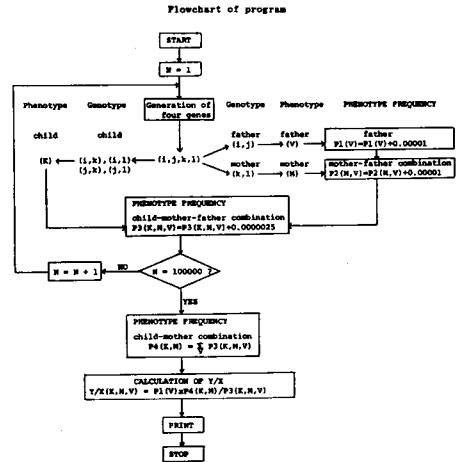 Flowchart of program
START
N = 1
Phenotype
Genotype
Generation of
four genes
Genotype
Phenotype
PHENOTYPE FREQUENCY
child
child
father
father
father
(K)
(i,k),(i,l)
(j,k),(j,l)
(i,j,k,l)
(i,j)
(V)
P1(V)=P1(V)+0.00001
mother
mother
mother-father combination
(k,l)
(M)
P2(M,V)=P2(M,V)+0.00001
PHENOTYPE FREQUENCY
child-mother-father combination
P3(K,M,V)=P3(K,M,V)+0.0000025
N = N + 1
NO
N = 100000 ?
YES
PHENOTYPE FREQUENCY
child-mother combination
P4(K,M) = Σ P3(K,M,V)
V
CALCULATION OF Y/X
Y/X(K,M,V) = P1(V)xP4(K,M)/P3(K,M,V)
PRINT
STOP